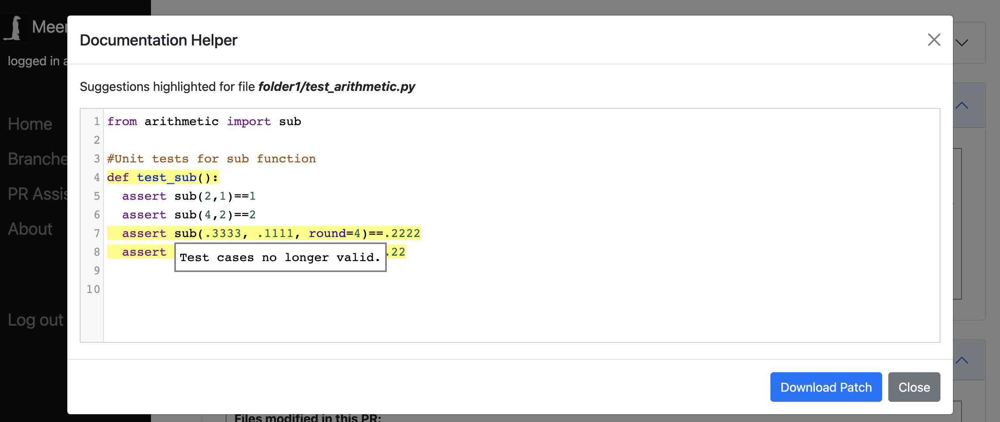 Meer
logged in a
Home
Branche
PR Assis
About
Log out
Documentation Helper
Suggestions highlighted for file folder1/test_arithmetic.py
1 from arithmetic import sub
2
3 #Unit tests for sub function
4 def test_sub():
5 assert sub(2,1)==1
6 assert sub(4,2)==2
7 assert sub(.3333, .1111, round=4)==.2222
8 assert .22
Test cases no longer valid.
9
10
Download Patch
Close
Files modified in this PR: